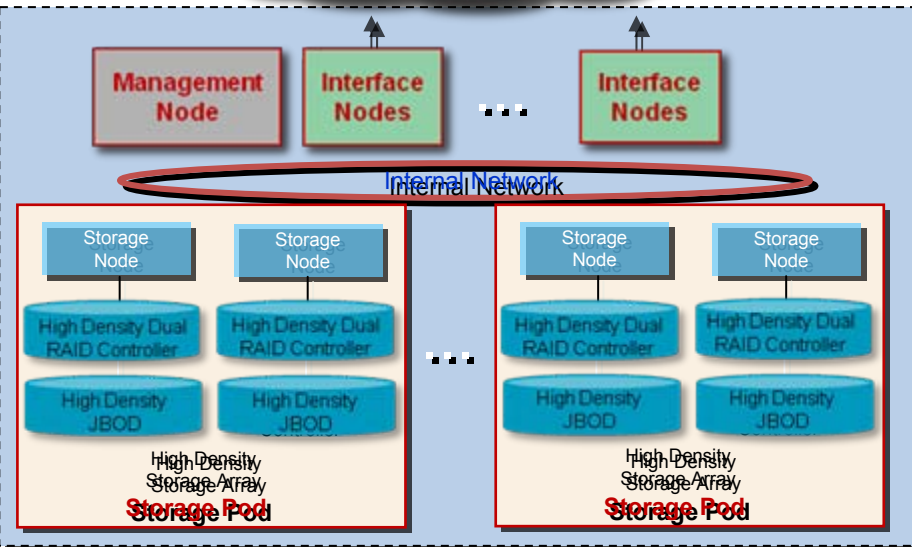 Management
Node
Interface
Nodes
Interface
Nodes
Internal Network
Storage
Node
Storage
Node
High Density Dual
RAID Controller
High Density Dual
RAID Controller
High Density
JBOD
High Density
JBOD
High Density
Storage Array
Storage Pod
Storage
Node
Storage
Node
High Density Dual
RAID Controller
High Density Dual
RAID Controller
High Density
JBOD
High Density
JBOD
High Density
Storage Array
Storage Pod